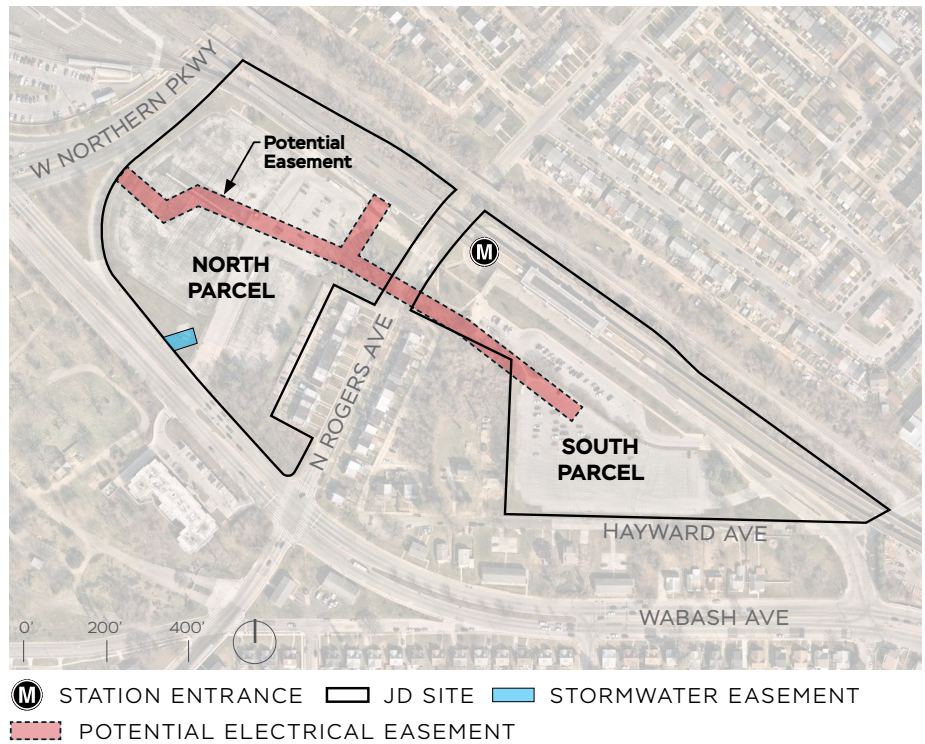 W NORTHERN PKWY
Potential
Easement
NORTH
PARCEL
M
N ROGERS AVE
SOUTH
PARCEL
HAYWARD AVE
WABASH AVE
0' 200' 400'
M STATION ENTRANCE JD SITE STORMWATER EASEMENT
POTENTIAL ELECTRICAL EASEMENT